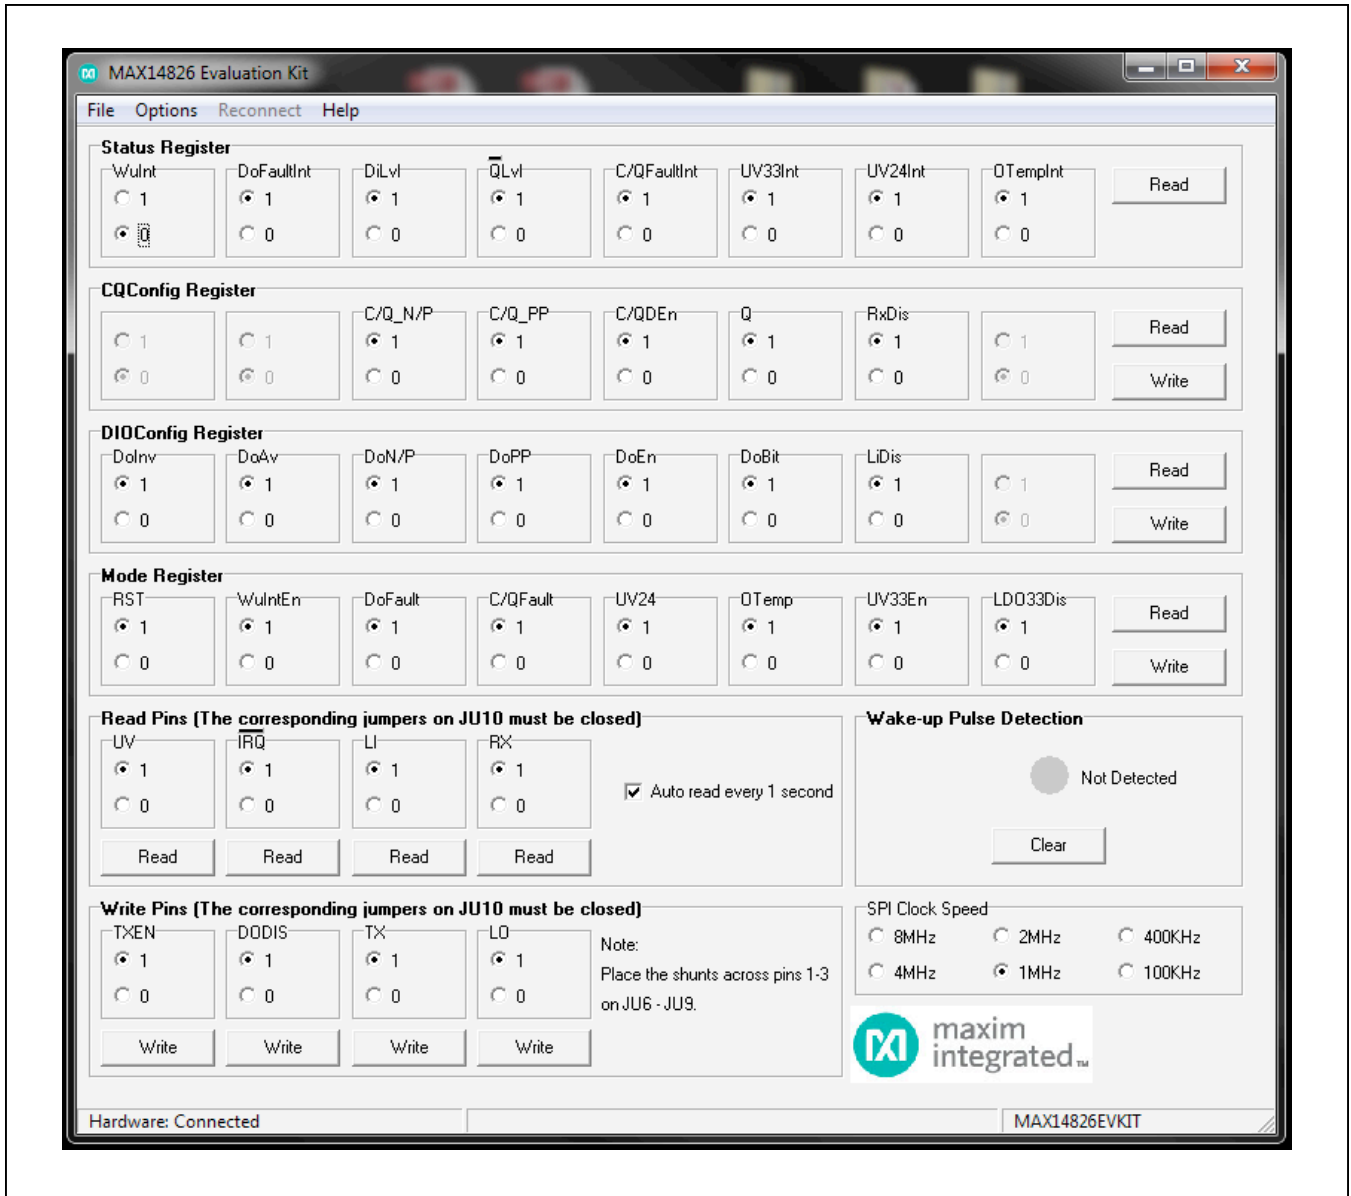 MAX14826 Evaluation Kit
File Options Reconnect Help
Status Register
WuInt DoFaultInt DiLvl QLvl C/QFaultInt UV33Int UV24Int OTempInt
1 1 1 1 1 1 1 1 Read
0 0 0 0 0 0 0 0
CQConfig Register
C/Q_N/P C/Q_PP C/QDEn Q RxDis
1 1 1 1 1 1 1 1 Read
0 0 0 0 0 0 0 0 Write
DIOConfig Register
DoInv DoAv DoN/P DoPP DoEn DoBit LiDis
1 1 1 1 1 1 1 1 Read
0 0 0 0 0 0 0 0 Write
Mode Register
RST WuIntEn DoFault C/QFault UV24 OTemp UV33En LDO33Dis
1 1 1 1 1 1 1 1 Read
0 0 0 0 0 0 0 0 Write
Read Pins (The corresponding jumpers on JU10 must be closed)
UV IRQ LI RX
1 1 1 1
0 0 0 0
Auto read every 1 second
Read Read Read Read
Wake-up Pulse Detection
Not Detected
Clear
Write Pins (The corresponding jumpers on JU10 must be closed)
TXEN DODIS TX LO
1 1 1 1
0 0 0 0
Write Write Write Write
Note:
Place the shunts across pins 1-3
on JU6 - JU9.
SPI Clock Speed
8MHz 2MHz 400KHz
4MHz 1MHz 100KHz
maxim
integrated™
Hardware: Connected MAX14826EVKIT